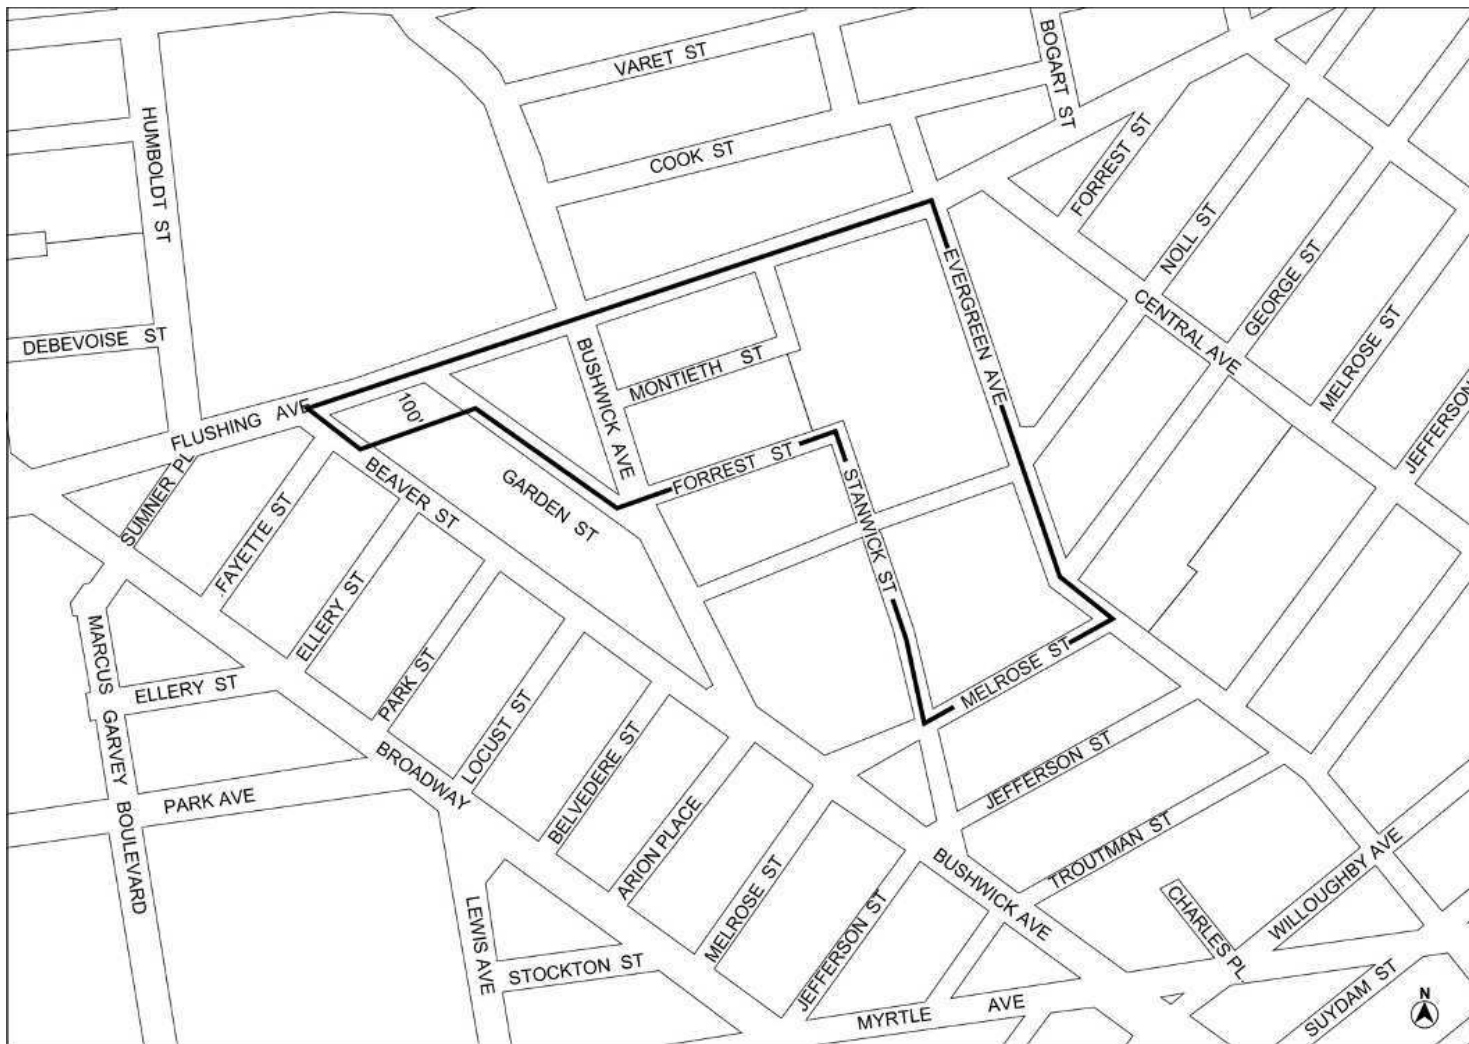 VARET ST
BOGART ST
HUMBOLDT ST
COOK ST
FORREST ST
NOLL ST
GEORGE ST
EVERGREEN AVE
CENTRAL AVE
DEBEVOISE ST
MELROSE ST
BUSHWICK AVE
MONTIETH ST
JEFFERSON
FLUSHING AVE
100'
SUMNER PL
FAYETTE ST
BEAVER ST
GARDEN ST
FORREST ST
STANWICK ST
ELLERY ST
MARCUS GARVEY BOULEVARD
ELLERY ST
PARK ST
MELROSE ST
LOCUST ST
BROADWAY
BELVEDERE ST
JEFFERSON ST
PARK AVE
ARION PLACE
TROUTMAN ST
WILLOUGHBY AVE
MELROSE ST
BUSHWICK AVE
CHARLES PL
LEWIS AVE
JEFFERSON ST
STOCKTON ST
MYRTLE AVE
SUYDAM ST
N